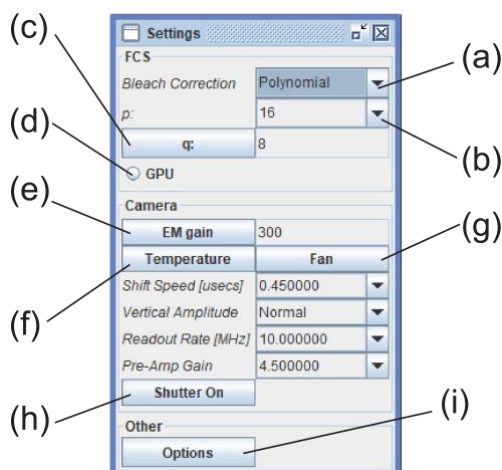 (c)
Settings
FCS
(a)
Bleach Correction Polynomial
p: 16
(d)
q: 8
(b)
GPU
(e)
Camera
EM gain 300
(g)
Temperature Fan
Shift Speed [usecs] 0.450000
Vertical Amplitude Normal
(f)
Readout Rate [MHz] 10.000000
Pre-Amp Gain 4.500000
Shutter On
(h)
(i)
Other
Options